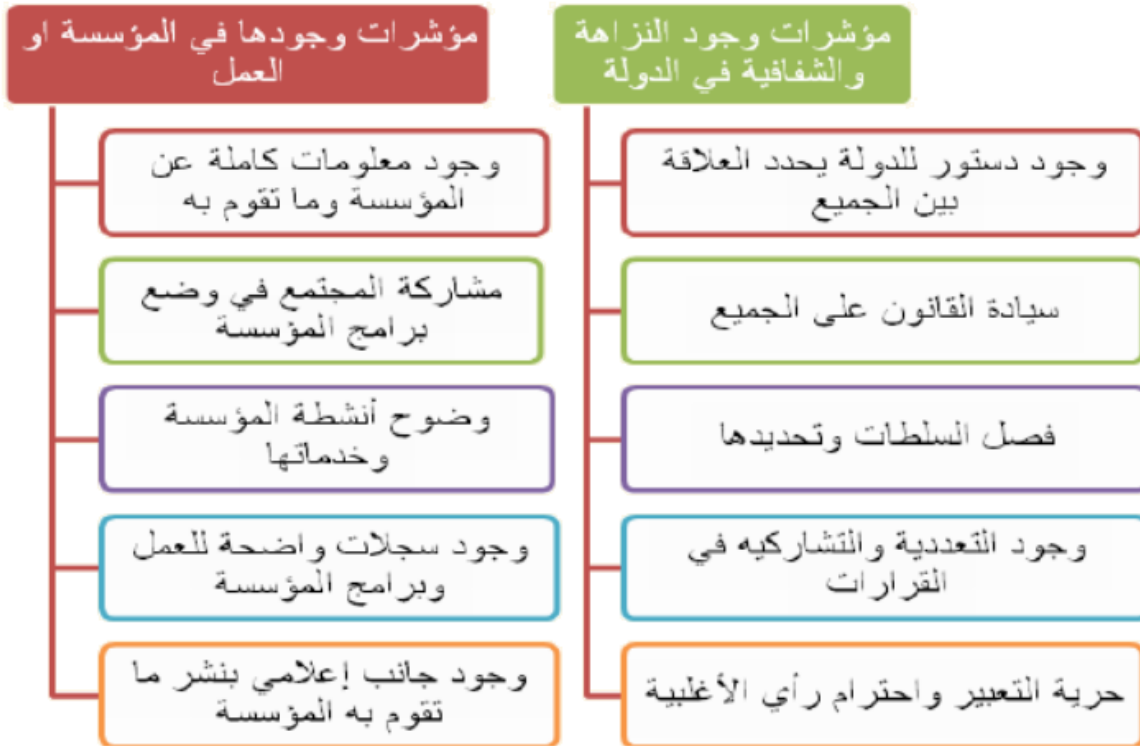 مؤشرات وجود النزاهة
والشفافية في الدولة
وجود دستور للدولة يحدد العلاقة
بين الجميع
سيادة القانون على الجميع
فصل السلطات وتحديدها
وجود التعددية والتشاركيه في
القرارات
حرية التعبير واحترام رأي الأغلبية
مؤشرات وجودها في المؤسسة او
العمل
وجود معلومات كاملة عن
المؤسسة وما تقوم به
مشاركة المجتمع في وضع
برامج المؤسسة
وضوح أنشطة المؤسسة
وخدماتها
وجود سجلات واضحة للعمل
وبرامج المؤسسة
وجود جانب إعلامي بنشر ما
تقوم به المؤسسة